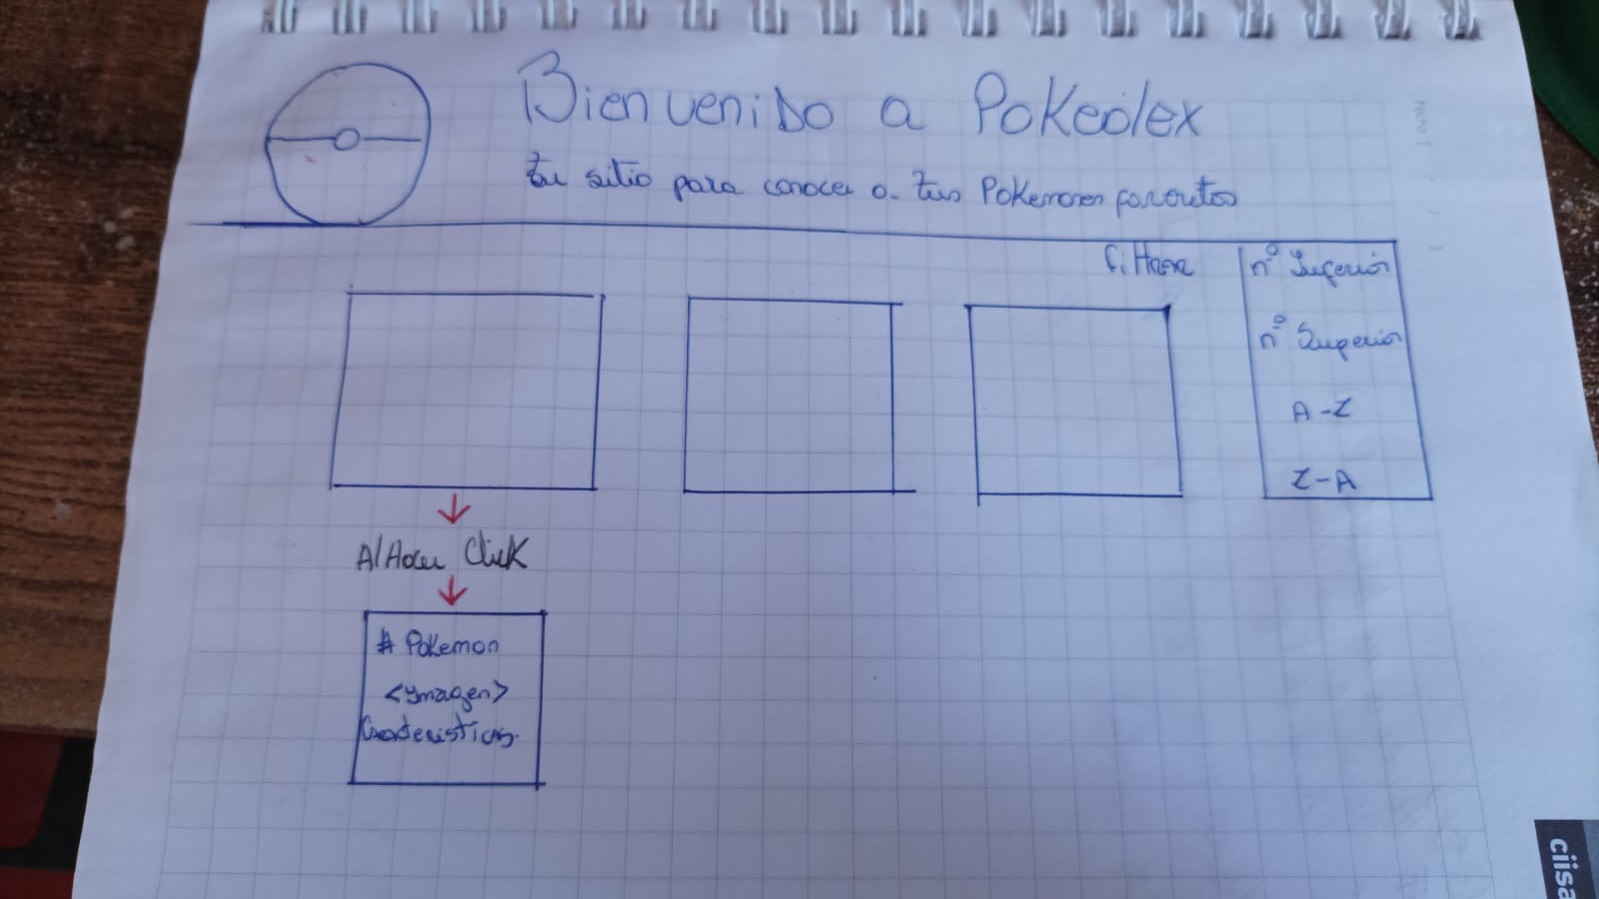 Bienvenido a Pokedex
tu sitio para conocer a tus Pokemones favoritos
filtrar
nº Inferior
nº Superior
A-Z
Z-A
Al Hacer Click
# Pokemon
<Ymagen>
Caracteristicas
ciisa